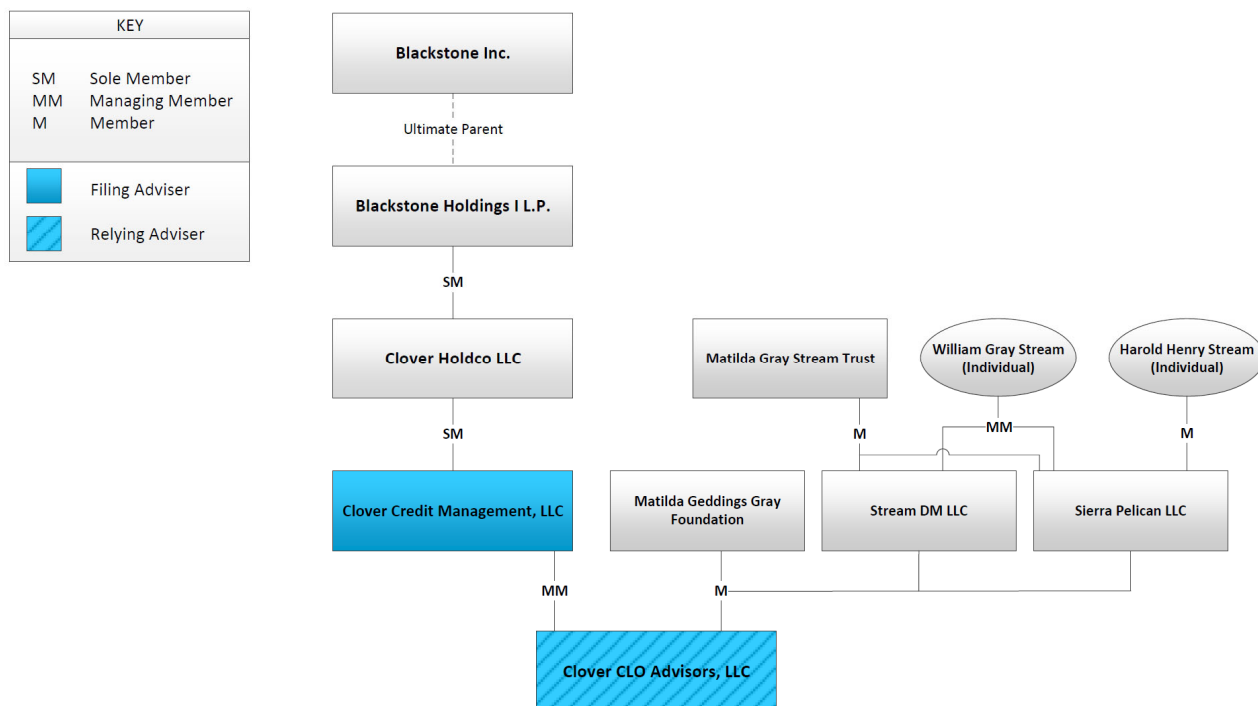 KEY
SM Sole Member
MM Managing Member
M Member
Filing Adviser
Relying Adviser
Blackstone Inc.
Ultimate Parent
Blackstone Holdings I L.P.
SM
Clover Holdco LLC
Matilda Gray Stream Trust
William Gray Stream
(Individual)
Harold Henry Stream
(Individual)
SM
M
MM
M
Clover Credit Management, LLC
Matilda Geddings Gray
Foundation
Stream DM LLC
Sierra Pelican LLC
MM
M
Clover CLO Advisors, LLC